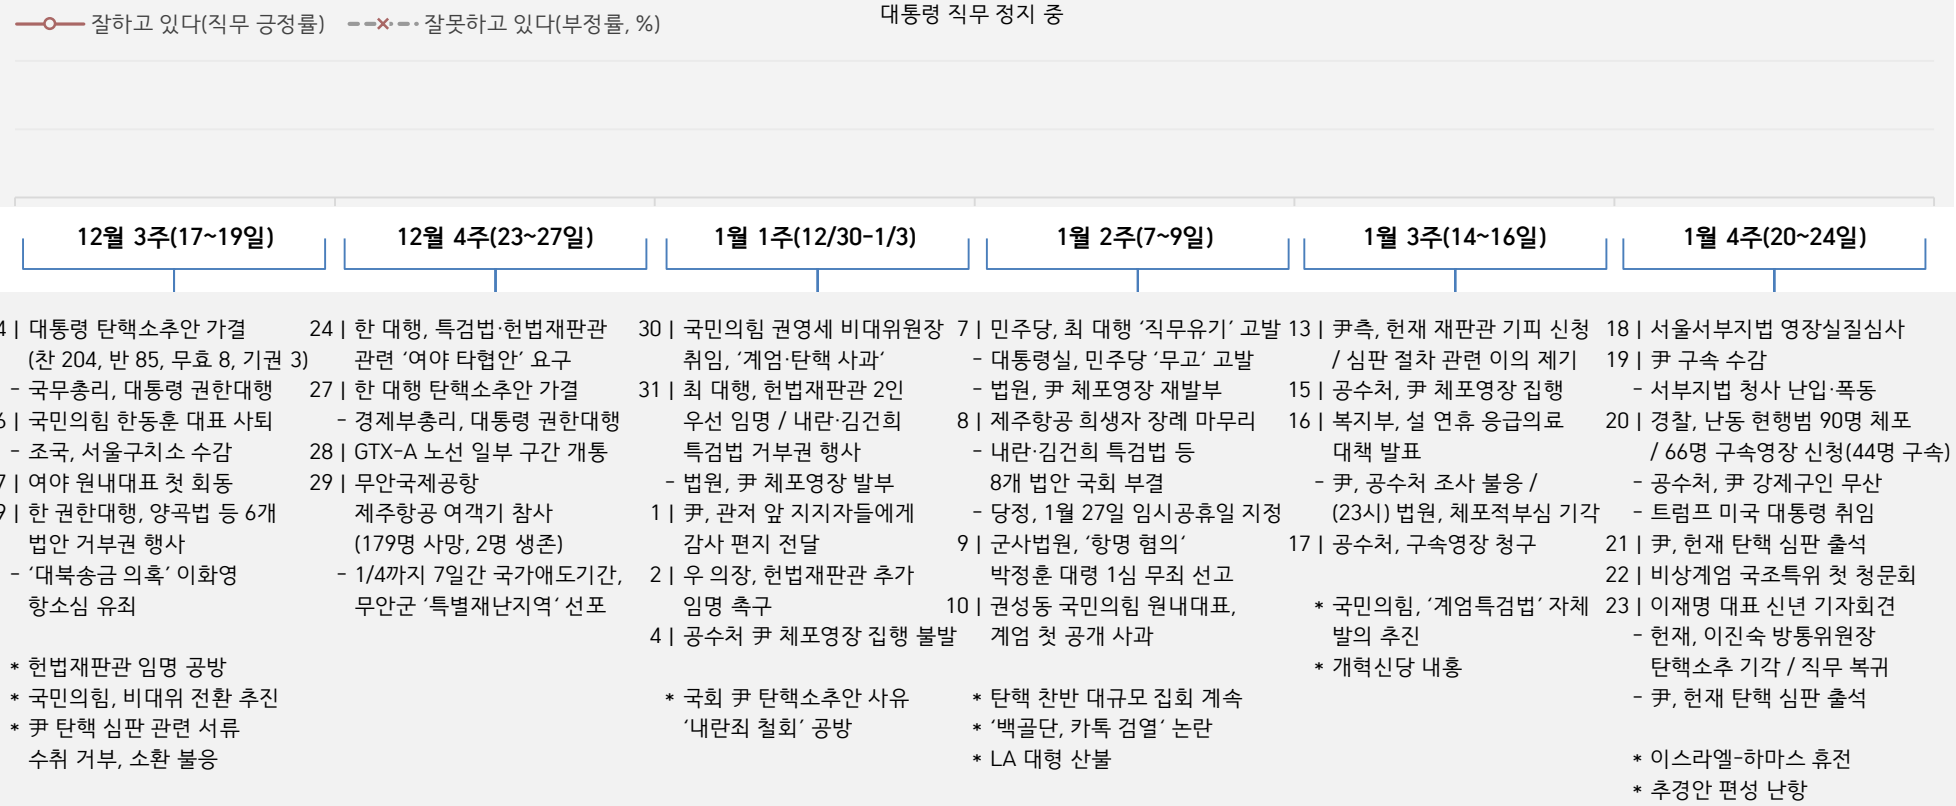 잘하고 있다(직무 긍정률) 잘못하고 있다(부정률, %)
대통령 직무 정지 중
12월 3주(17~19일)
4 | 대통령 탄핵소추안 가결
(찬 204, 반 85, 무효 8, 기권 3)
- 국무총리, 대통령 권한대행
6 | 국민의힘 한동훈 대표 사퇴
- 조국, 서울구치소 수감
7 | 여야 원내대표 첫 회동
9 | 한 권한대행, 양곡법 등 6개
법안 거부권 행사
- ‘대북송금 의혹’ 이화영
항소심 유죄
* 헌법재판관 임명 공방
* 국민의힘, 비대위 전환 추진
* 尹 탄핵 심판 관련 서류
수취 거부, 소환 불응
12월 4주(23~27일)
24 | 한 대행, 특검법·헌법재판관
관련 ‘여야 타협안’ 요구
27 | 한 대행 탄핵소추안 가결
- 경제부총리, 대통령 권한대행
28 | GTX-A 노선 일부 구간 개통
29 | 무안국제공항
제주항공 여객기 참사
(179명 사망, 2명 생존)
- 1/4까지 7일간 국가애도기간,
무안군 ‘특별재난지역‘ 선포
1월 1주(12/30-1/3)
30 | 국민의힘 권영세 비대위원장
취임, ‘계엄·탄핵 사과‘
31 | 최 대행, 헌법재판관 2인
우선 임명 / 내란·김건희
특검법 거부권 행사
- 법원, 尹 체포영장 발부
1 | 尹, 관저 앞 지지자들에게
감사 편지 전달
2 | 우 의장, 헌법재판관 추가
임명 촉구
4 | 공수처 尹 체포영장 집행 불발
* 국회 尹 탄핵소추안 사유
‘내란죄 철회’ 공방
1월 2주(7~9일)
7 | 민주당, 최 대행 ‘직무유기’ 고발
- 대통령실, 민주당 ‘무고’ 고발
- 법원, 尹 체포영장 재발부
8 | 제주항공 희생자 장례 마무리
- 내란·김건희 특검법 등
8개 법안 국회 부결
- 당정, 1월 27일 임시공휴일 지정
9 | 군사법원, ‘항명 혐의‘
박정훈 대령 1심 무죄 선고
10 | 권성동 국민의힘 원내대표,
계엄 첫 공개 사과
* 탄핵 찬반 대규모 집회 계속
* ‘백골단, 카톡 검열‘ 논란
* LA 대형 산불
1월 3주(14~16일)
13 | 尹측, 헌재 재판관 기피 신청
/ 심판 절차 관련 이의 제기
15 | 공수처, 尹 체포영장 집행
16 | 복지부, 설 연휴 응급의료
대책 발표
- 尹, 공수처 조사 불응 /
(23시) 법원, 체포적부심 기각
17 | 공수처, 구속영장 청구
* 국민의힘, ‘계엄특검법’ 자체
발의 추진
* 개혁신당 내홍
1월 4주(20~24일)
18 | 서울서부지법 영장실질심사
19 | 尹 구속 수감
- 서부지법 청사 난입·폭동
20 | 경찰, 난동 현행범 90명 체포
/ 66명 구속영장 신청(44명 구속)
- 공수처, 尹 강제구인 무산
- 트럼프 미국 대통령 취임
21 | 尹, 헌재 탄핵 심판 출석
22 | 비상계엄 국조특위 첫 청문회
23 | 이재명 대표 신년 기자회견
- 헌재, 이진숙 방통위원장
탄핵소추 기각 / 직무 복귀
- 尹, 헌재 탄핵 심판 출석
* 이스라엘-하마스 휴전
* 추경안 편성 난항